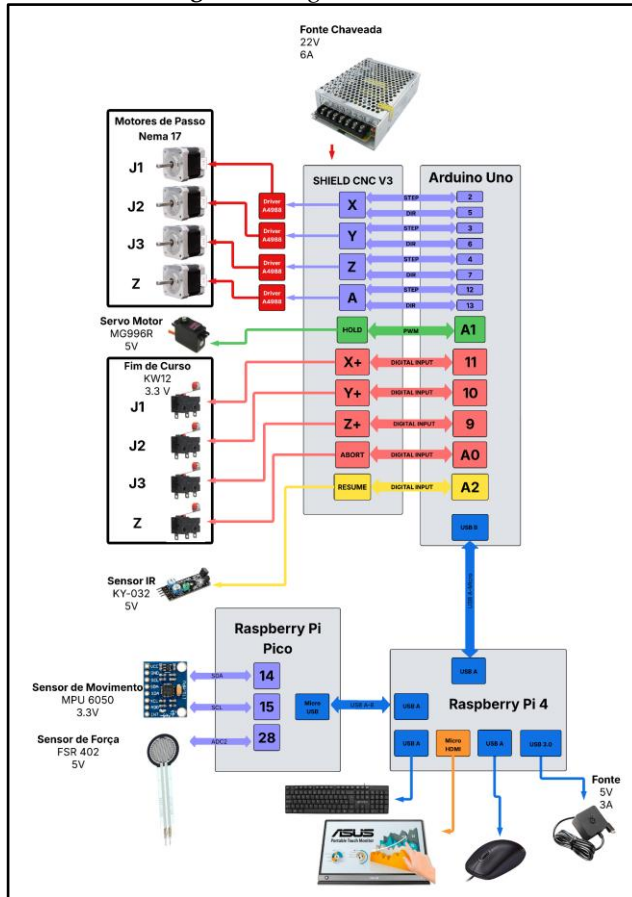 Fonte Chaveada
22V
6A
Motores de Passo
Nema 17
J1
J2
J3
Z
Driver
A4988
Driver
A4988
Driver
A4988
Driver
A4988
SHIELD CNC V3
Arduino Uno
X
STEP
2
DIR
5
Y
STEP
3
DIR
6
Z
STEP
4
DIR
7
A
STEP
12
DIR
13
Servo Motor
MG996R
5V
HOLD
PWM
A1
Fim de Curso
KW12
3.3 V
J1
J2
J3
Z
X+
DIGITAL INPUT
11
Y+
DIGITAL INPUT
10
Z+
DIGITAL INPUT
9
ABORT
DIGITAL INPUT
A0
RESUME
DIGITAL INPUT
A2
USB-B
USB A-Micro
USB A
Sensor IR
KY-032
5V
Raspberry Pi
Pico
Sensor de Movimento
MPU 6050
3.3V
SDA
14
SCL
15
Sensor de Força
FSR 402
5V
ADC2
28
Micro
USB
USB A-B
USB A
Raspberry Pi 4
USB A
Micro
HDMI
USB A
USB 3.0
Fonte
5V
3A
ASUS
Portable Touch Monitor